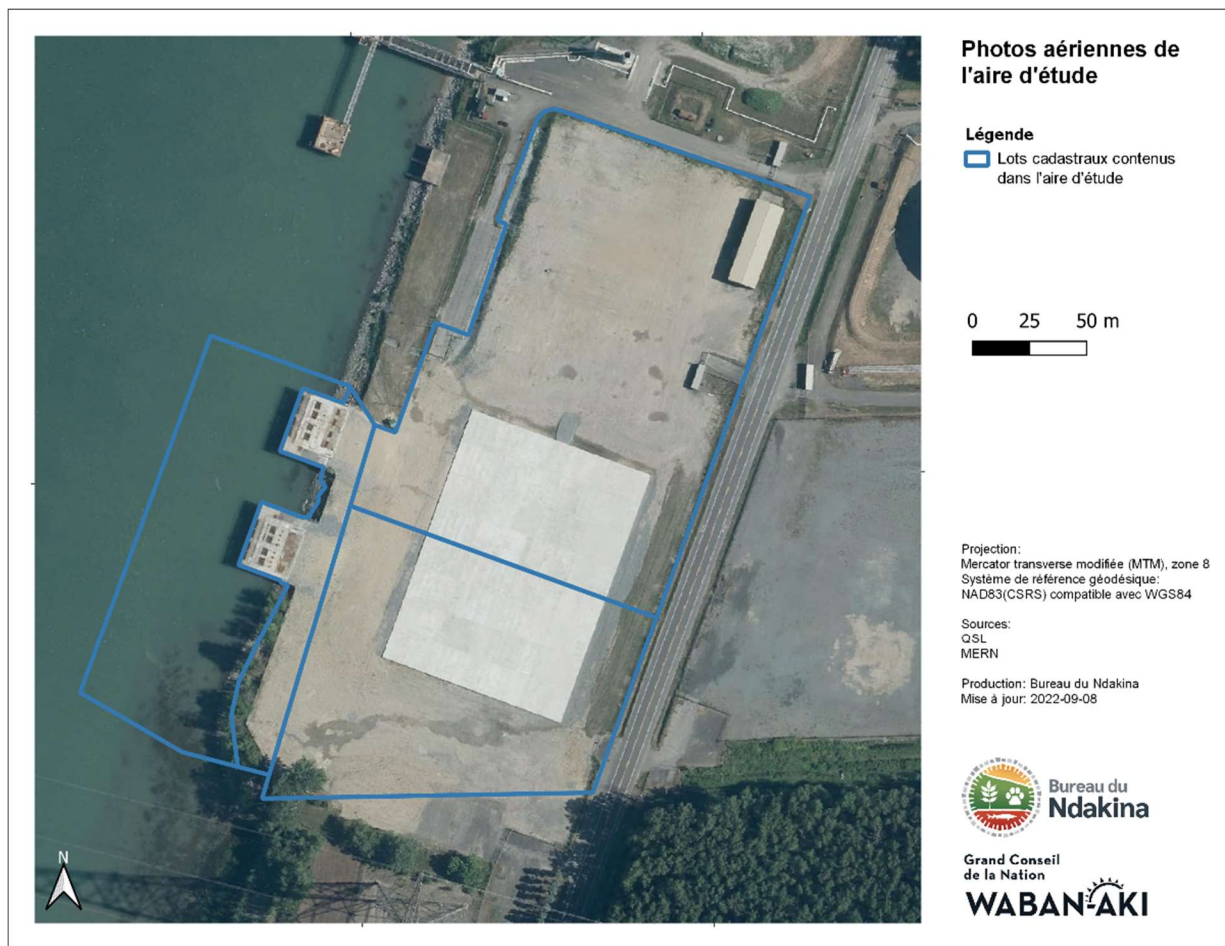 Photos aériennes de
l'aire d'étude
Légende
Lots cadastraux contenus
dans l'aire d'étude
0 25 50 m
Projection:
Mercator transverse modifiée (MTM), zone 8
Système de référence géodésique:
NAD83(CSRS) compatible avec WGS84
Sources:
QSL
MERN
Production: Bureau du Ndakina
Mise à jour: 2022-09-08
Bureau du
Ndakina
Grand Conseil
de la Nation
WABAN-AKI
N